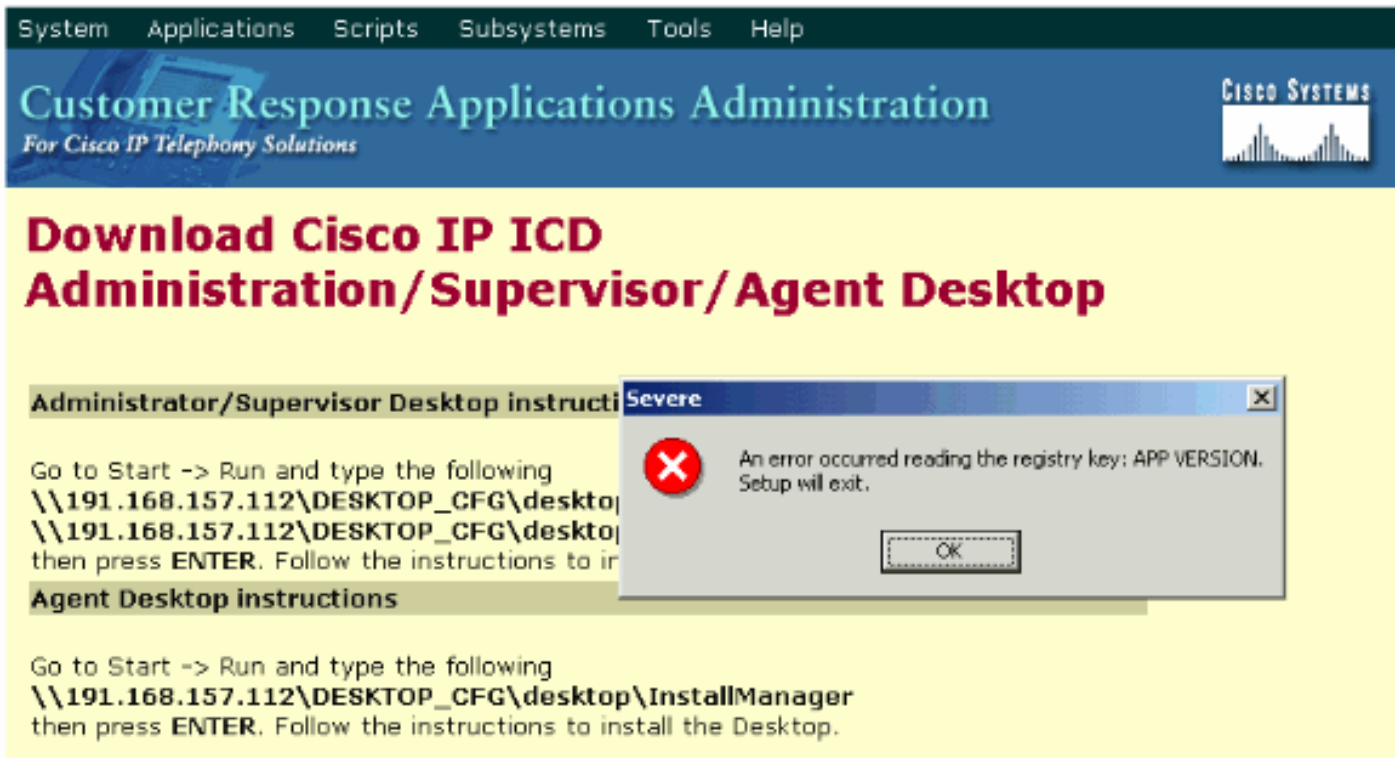 System Applications Scripts Subsystems Tools Help
Customer Response Applications Administration
For Cisco IP Telephony Solutions
CISCO SYSTEMS
Download Cisco IP ICD
Administration/Supervisor/Agent Desktop
Administrator/Supervisor Desktop
Severe
An error occurred reading the registry key: APP VERSION.
Setup will exit.
OK
Go to Start -> Run and type the following
\\191.168.157.112\DESKTOP_CFG\
\\191.168.157.112\DESKTOP_CFG\
then press ENTER. Follow the instructions to
Agent Desktop instructions
Go to Start -> Run and type the following
\\191.168.157.112\DESKTOP_CFG\desktop\InstallManager
then press ENTER. Follow the instructions to install the Desktop.